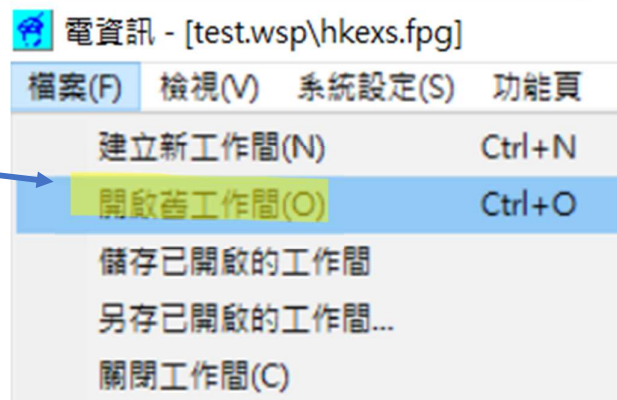 電資訊 - [test.wsp\hkexs.fpg]
檔案(F) 檢視(V) 系統設定(S) 功能頁
建立新工作間(N) Ctrl+N
開啟舊工作間(O) Ctrl+O
儲存已開啟的工作間
另存已開啟的工作間...
關閉工作間(C)